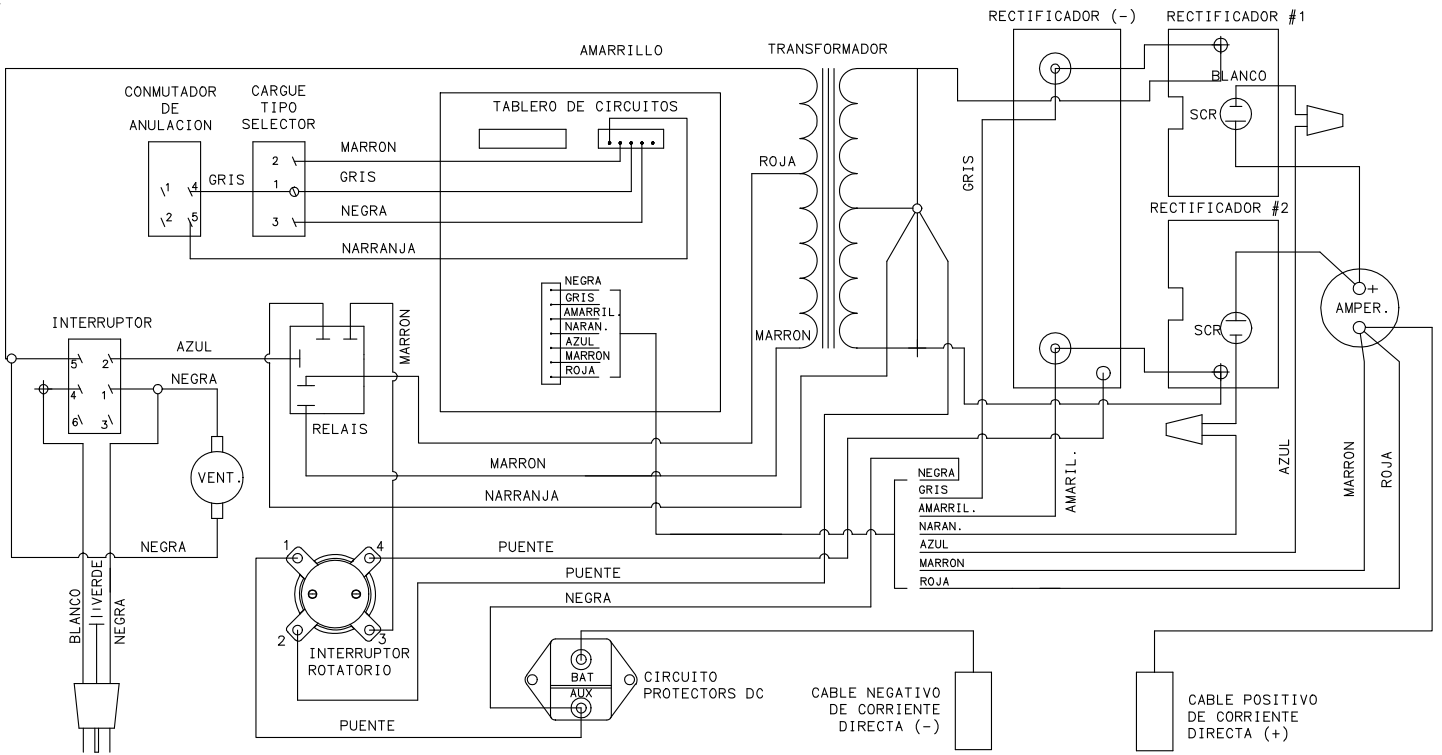 RECTIFICADOR (-)
RECTIFICADOR #1
AMARRILLO
TRANSFORMADOR
BLANCO
CONMUTADOR
DE
ANULACION
CARGUE
TIPO
SELECTOR
TABLERO DE CIRCUITOS
SCR
MARRON
2
ROJA
GRIS
1
4
GRIS
1
GRIS
2
5
3
NEGRA
RECTIFICADOR #2
NARRANJA
NEGRA
GRIS
AMARRIL.
NARAN.
AZUL
MARRON
ROJA
+
AMPER.
INTERRUPTOR
MARRON
MARRON
SCR
AZUL
5
2
NEGRA
4
1
6
3
RELAIS
VENT.
MARRON
NARRANJA
NEGRA
GRIS
AMARRIL.
NARAN.
AZUL
MARRON
ROJA
AMARIL.
AZUL
MARRON
ROJA
NEGRA
1
4
PUENTE
PUENTE
NEGRA
BLANCO
VERDE
NEGRA
2
3
INTERRUPTOR
ROTATORIO
BAT
AUX
CIRCUITO
PROTECTORS DC
CABLE NEGATIVO
DE CORRIENTE
DIRECTA (-)
CABLE POSITIVO
DE CORRIENTE
DIRECTA (+)
PUENTE